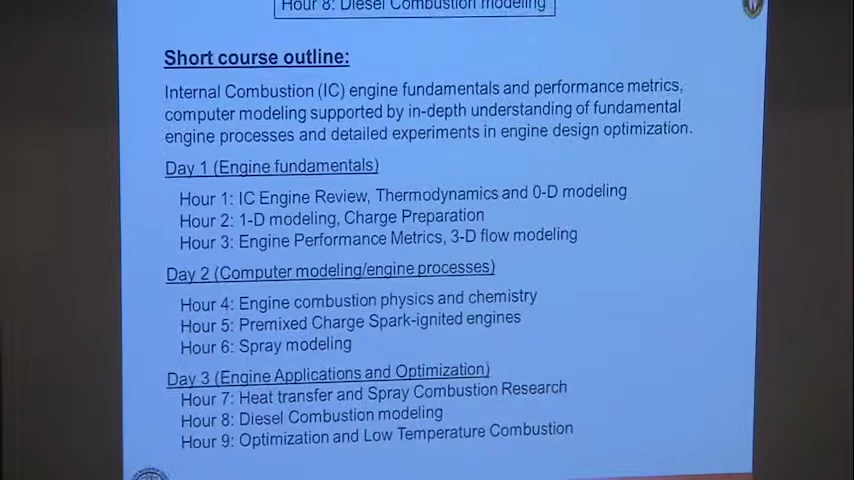 Hour 8: Diesel Combustion modeling
Short course outline:
Internal Combustion (IC) engine fundamentals and performance metrics,
computer modeling supported by in-depth understanding of fundamental
engine processes and detailed experiments in engine design optimization.
Day 1 (Engine fundamentals)
Hour 1: IC Engine Review, Thermodynamics and 0-D modeling
Hour 2: 1-D modeling, Charge Preparation
Hour 3: Engine Performance Metrics, 3-D flow modeling
Day 2 (Computer modeling/engine processes)
Hour 4: Engine combustion physics and chemistry
Hour 5: Premixed Charge Spark-ignited engines
Hour 6: Spray modeling
Day 3 (Engine Applications and Optimization)
Hour 7: Heat transfer and Spray Combustion Research
Hour 8: Diesel Combustion modeling
Hour 9: Optimization and Low Temperature Combustion